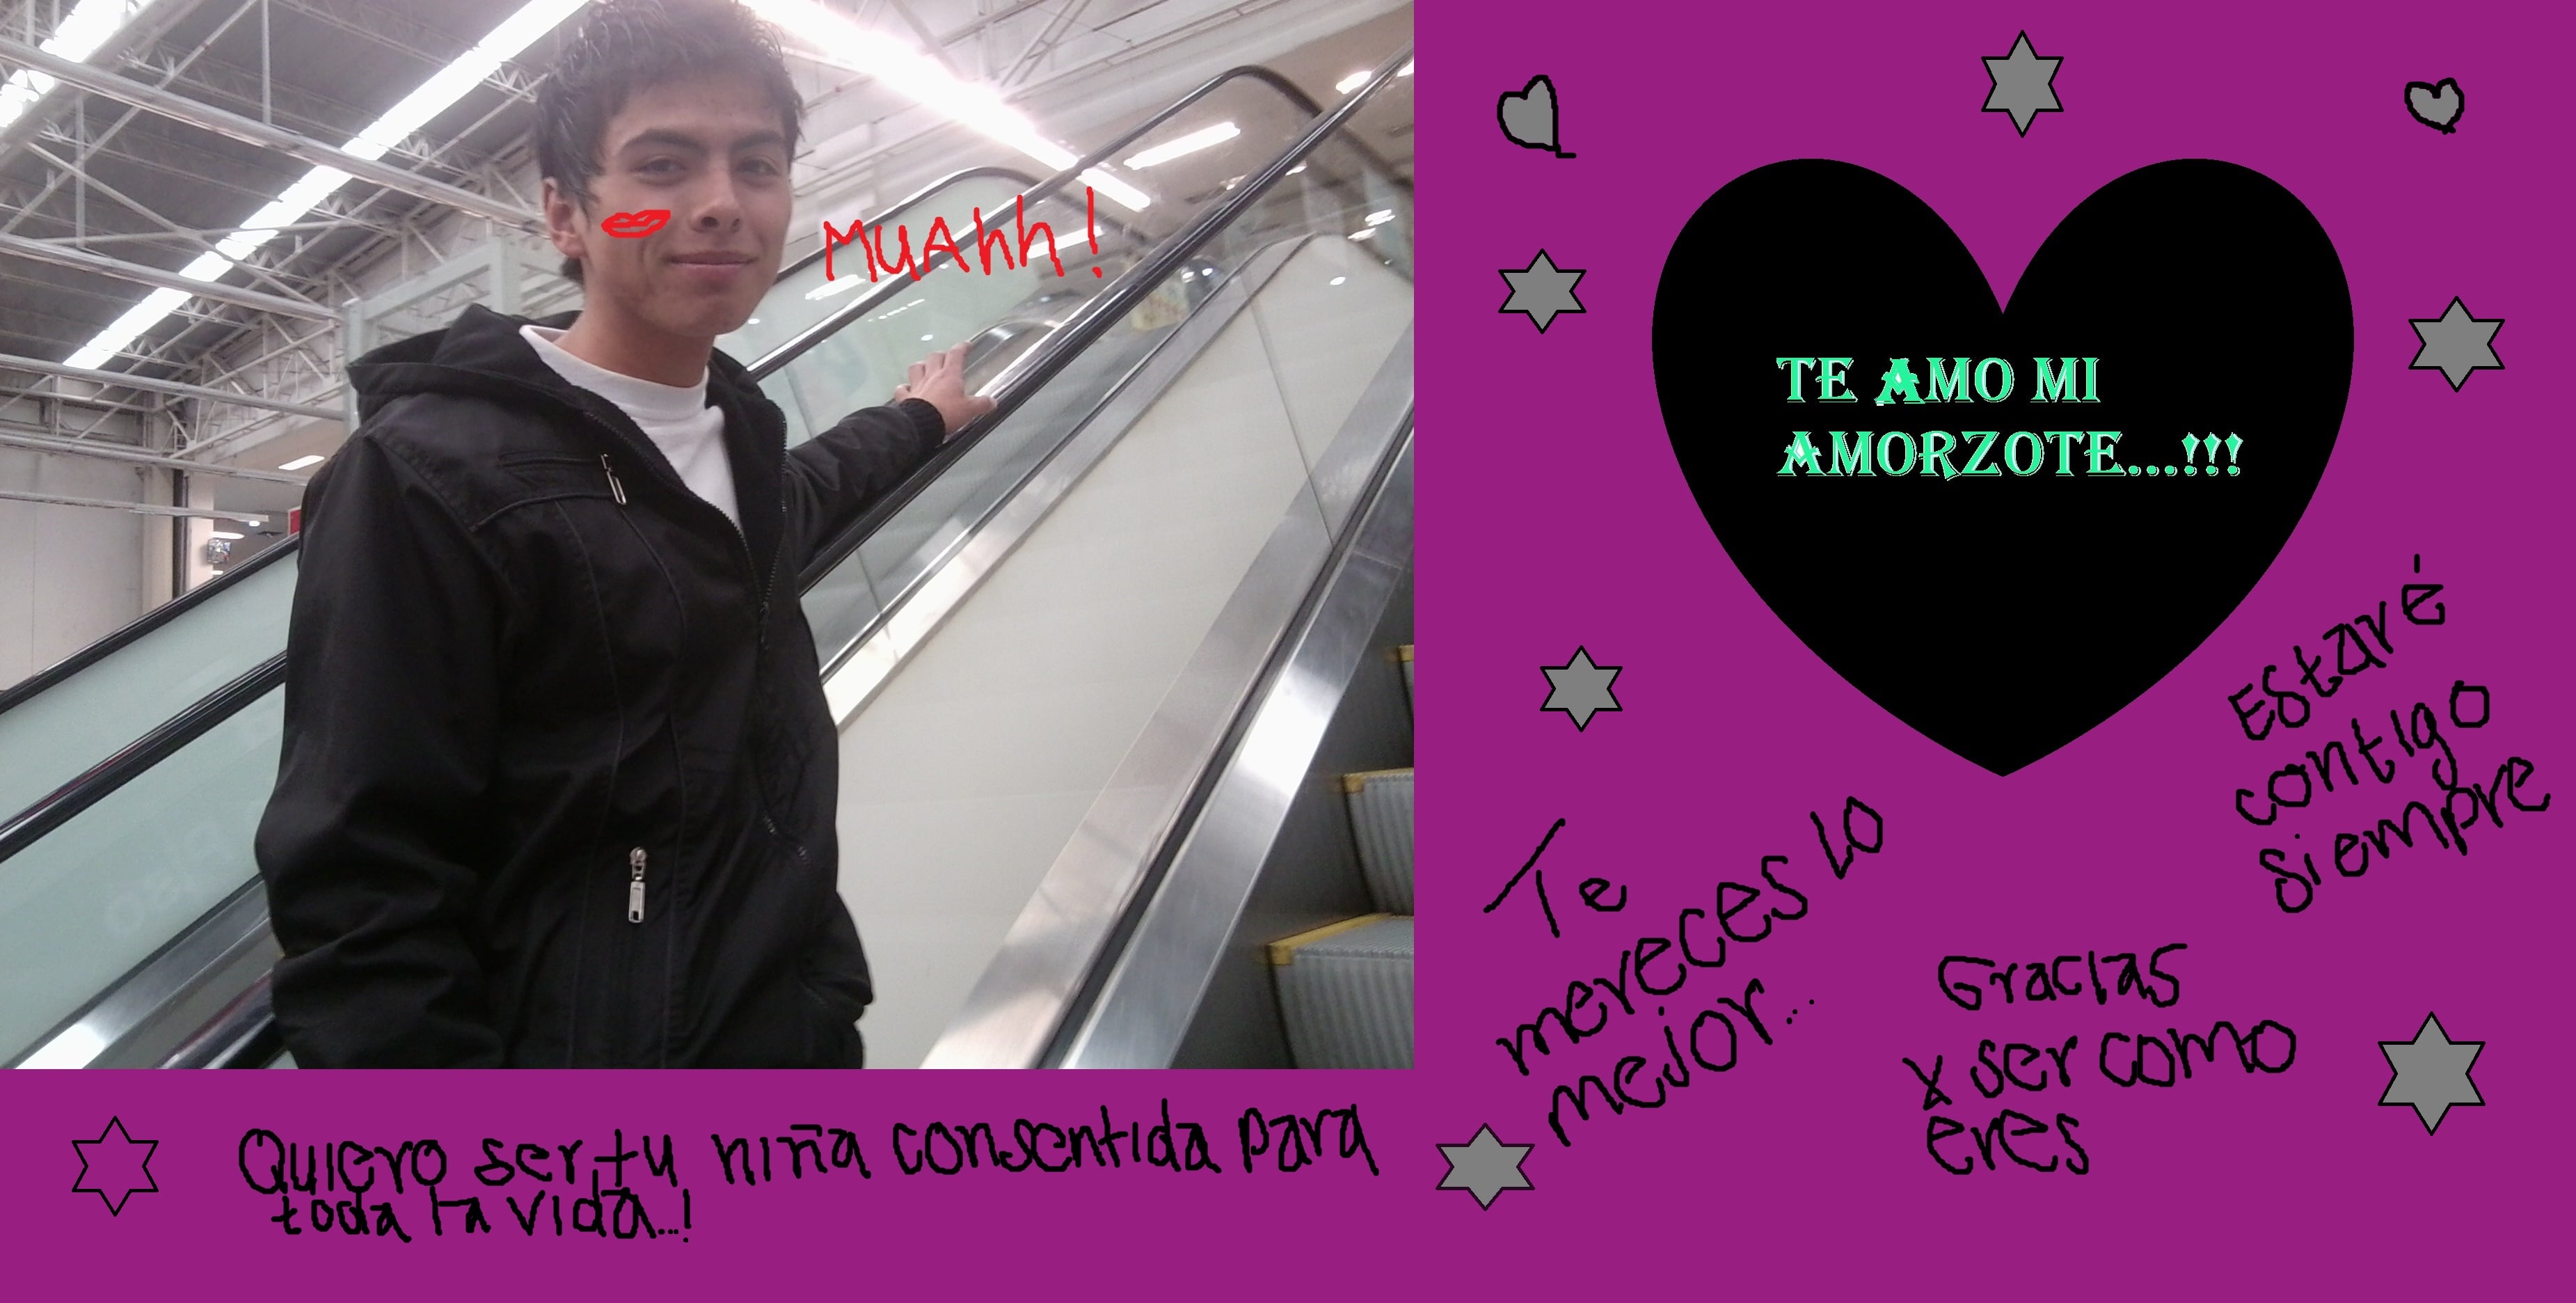 MUAhh!
TE AMO MI
AMORZOTE...!!!
Estaré
contigo
siempre
Te
mereces lo
mejor...
Gracias
x ser como
eres
Quiero ser tu niña consentida para
toda la vida...!